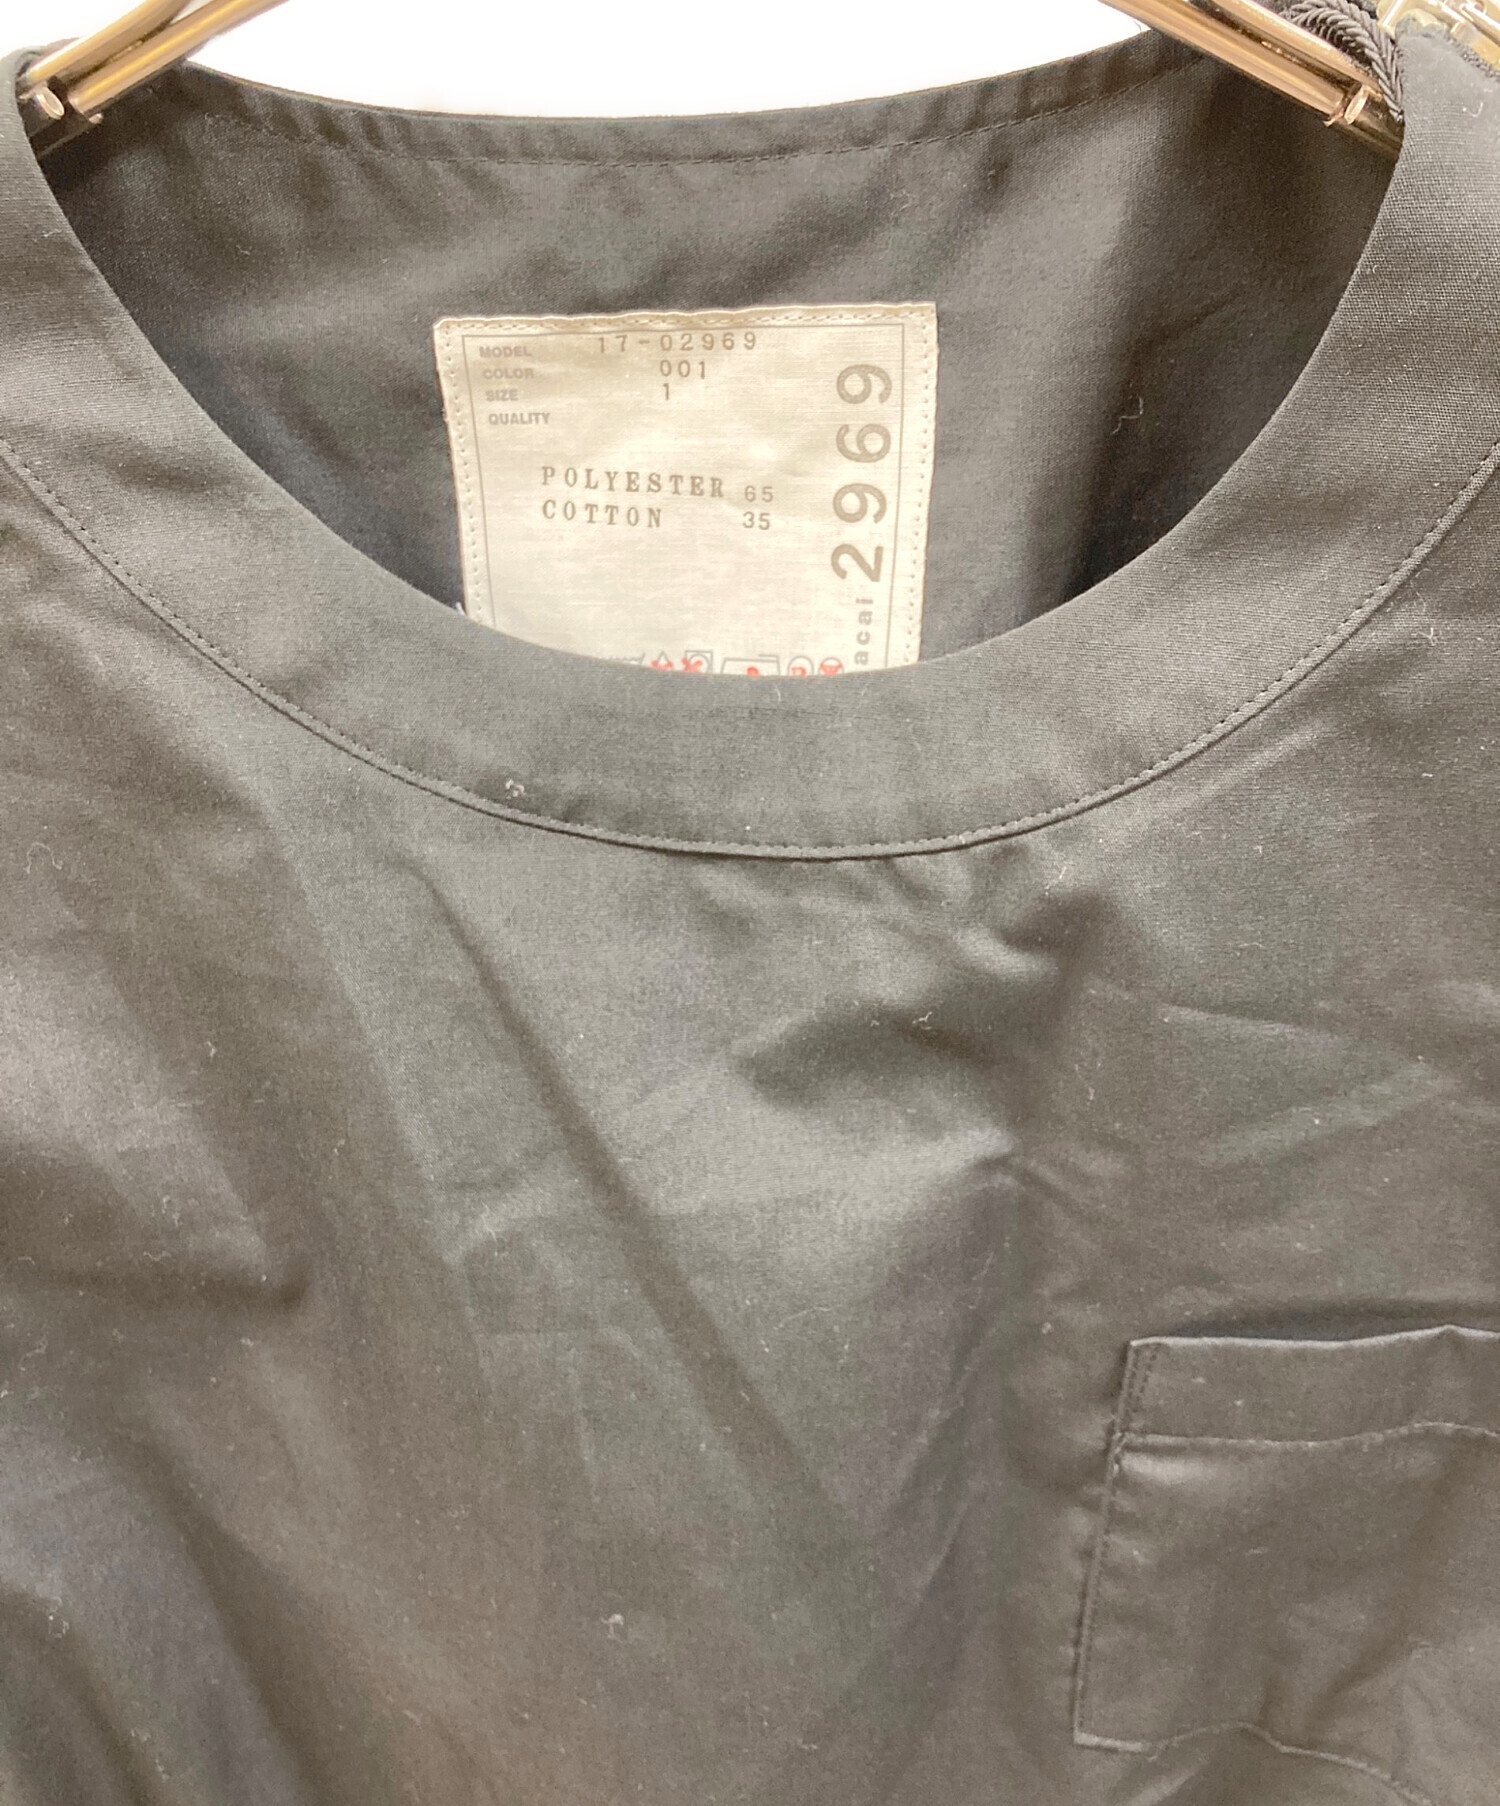 MODEL 17-02969
COLOR 001
SIZE 1
QUALITY
POLYESTER 65
COTTON 35
acai 2969